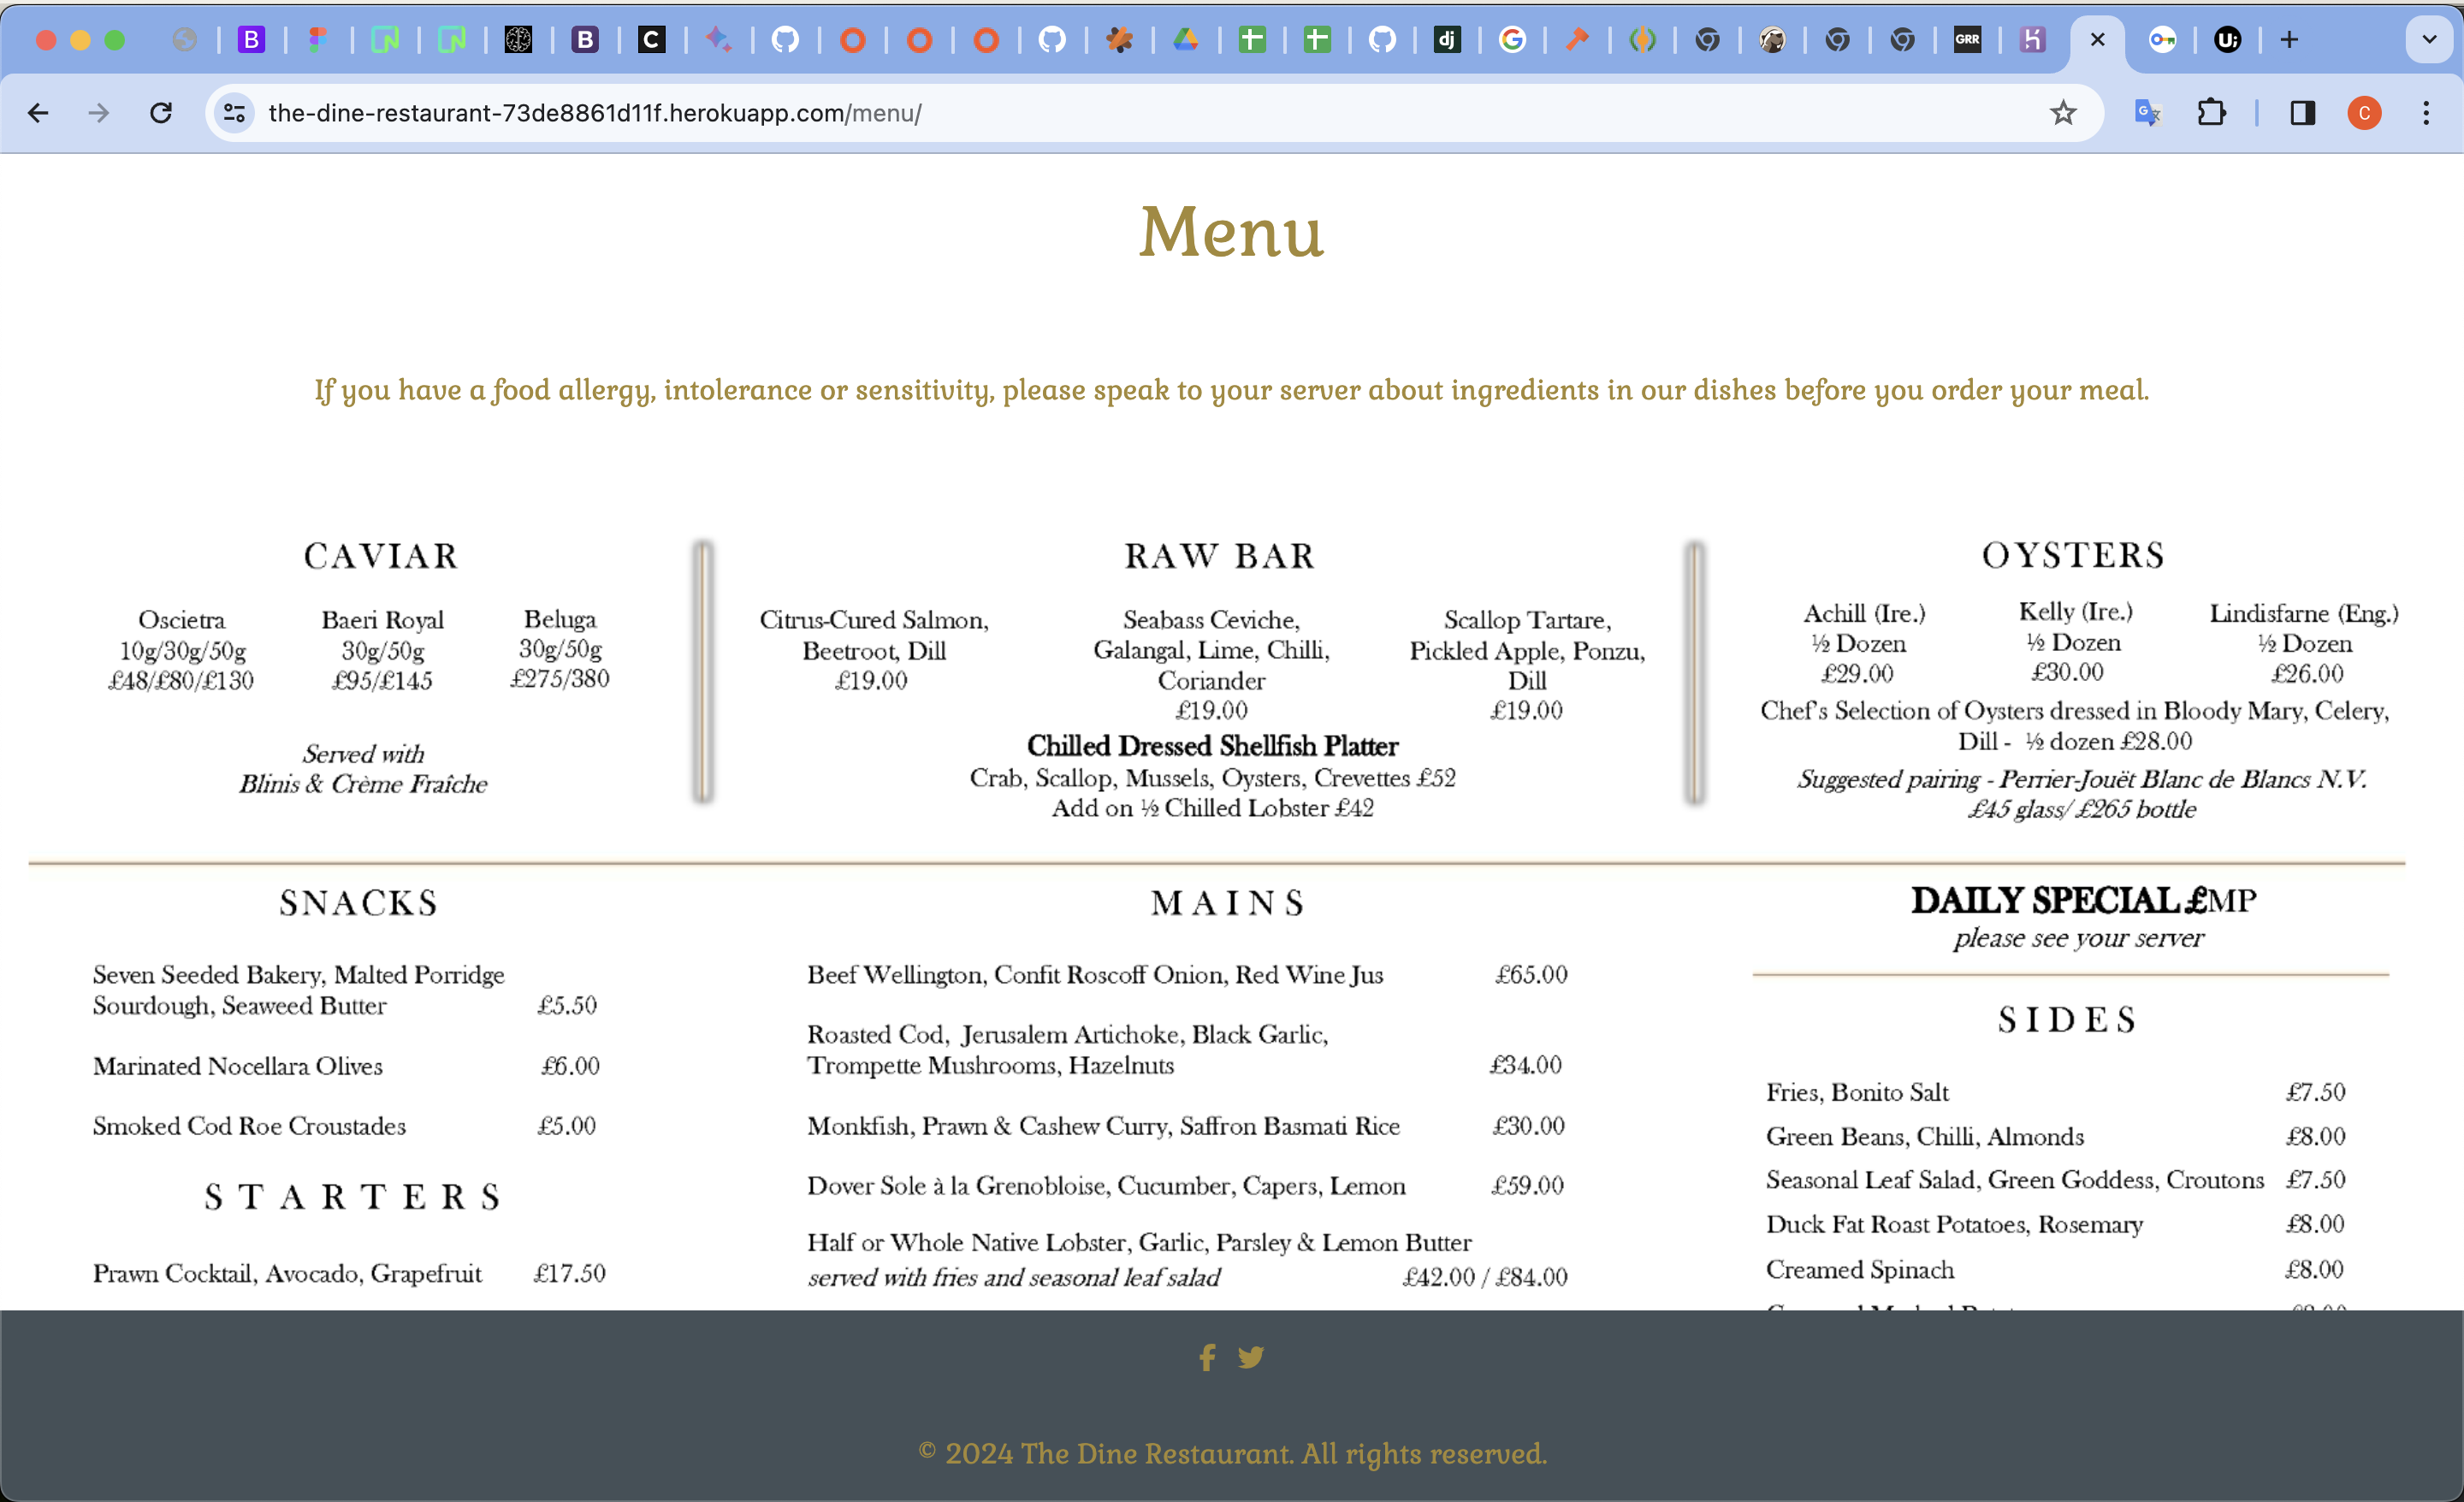 the-dine-restaurant-73de8861d11f.herokuapp.com/menu/
C
Menu
If you have a food allergy, intolerance or sensitivity, please speak to your server about ingredients in our dishes before you order your meal.
CAVIAR
Oscietra
10g/30g/50g
£48/£80/£130
Baeri Royal
30g/50g
£95/£145
Beluga
30g/50g
£275/380
Served with
Blinis & Crème Fraîche
RAW BAR
Citrus-Cured Salmon,
Beetroot, Dill
£19.00
Seabass Ceviche,
Galangal, Lime, Chilli,
Coriander
£19.00
Scallop Tartare,
Pickled Apple, Ponzu,
Dill
£19.00
Chilled Dressed Shellfish Platter
Crab, Scallop, Mussels, Oysters, Crevettes £52
Add on ½ Chilled Lobster £42
OYSTERS
Achill (Ire.)
½ Dozen
£29.00
Kelly (Ire.)
½ Dozen
£30.00
Lindisfarne (Eng.)
½ Dozen
£26.00
Chef's Selection of Oysters dressed in Bloody Mary, Celery,
Dill - ½ dozen £28.00
Suggested pairing - Perrier-Jouët Blanc de Blancs N.V.
£45 glass/ £265 bottle
SNACKS
Seven Seeded Bakery, Malted Porridge
Sourdough, Seaweed Butter £5.50
Marinated Nocellara Olives £6.00
Smoked Cod Roe Croustades £5.00
STARTERS
Prawn Cocktail, Avocado, Grapefruit £17.50
MAINS
Beef Wellington, Confit Roscoff Onion, Red Wine Jus £65.00
Roasted Cod, Jerusalem Artichoke, Black Garlic,
Trompette Mushrooms, Hazelnuts £34.00
Monkfish, Prawn & Cashew Curry, Saffron Basmati Rice £30.00
Dover Sole à la Grenobloise, Cucumber, Capers, Lemon £59.00
Half or Whole Native Lobster, Garlic, Parsley & Lemon Butter
served with fries and seasonal leaf salad £42.00 / £84.00
DAILY SPECIAL £MP
please see your server
SIDES
Fries, Bonito Salt £7.50
Green Beans, Chilli, Almonds £8.00
Seasonal Leaf Salad, Green Goddess, Croutons £7.50
Duck Fat Roast Potatoes, Rosemary £8.00
Creamed Spinach £8.00
© 2024 The Dine Restaurant. All rights reserved.